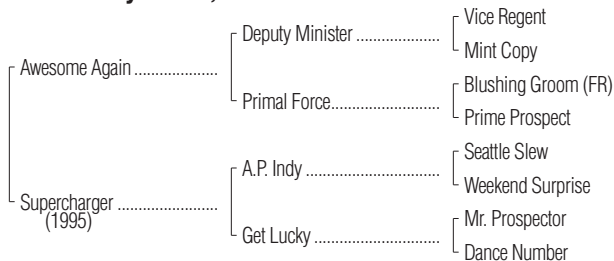 Vice Regent
Deputy Minister ....................
Mint Copy
Awesome Again ....................
Blushing Groom (FR)
Primal Force..........................
Prime Prospect
Seattle Slew
A.P. Indy ................................
Weekend Surprise
Supercharger ........................
(1995)
Mr. Prospector
Get Lucky ..............................
Dance Number